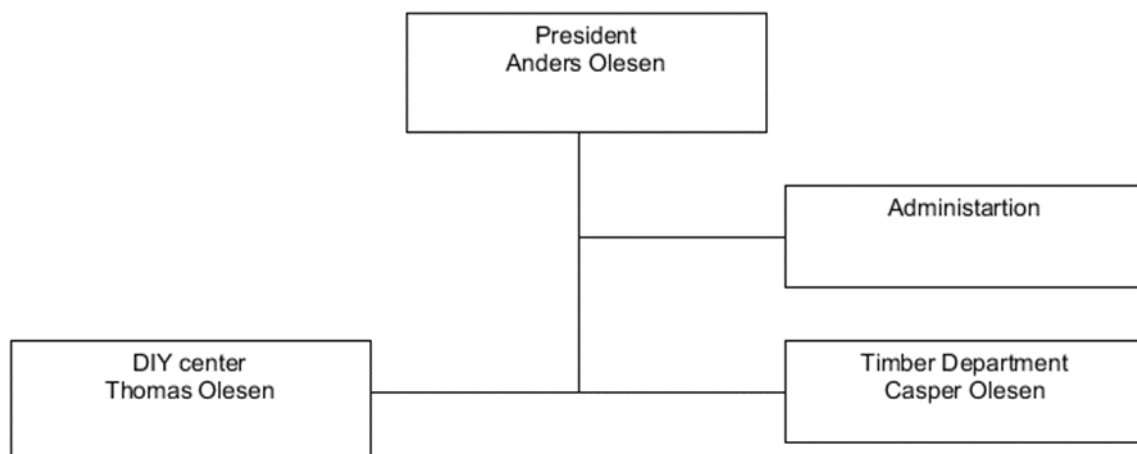 President
Anders Olesen
Administartion
DIY center
Thomas Olesen
Timber Department
Casper Olesen